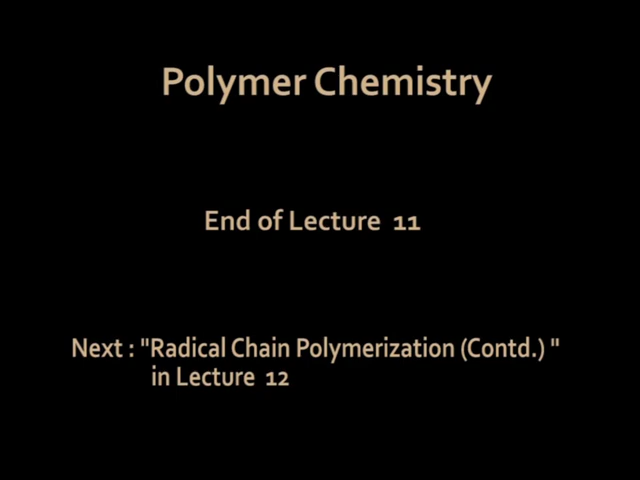 Polymer Chemistry
End of Lecture 11
Next : "Radical Chain Polymerization (Contd.) "
in Lecture 12